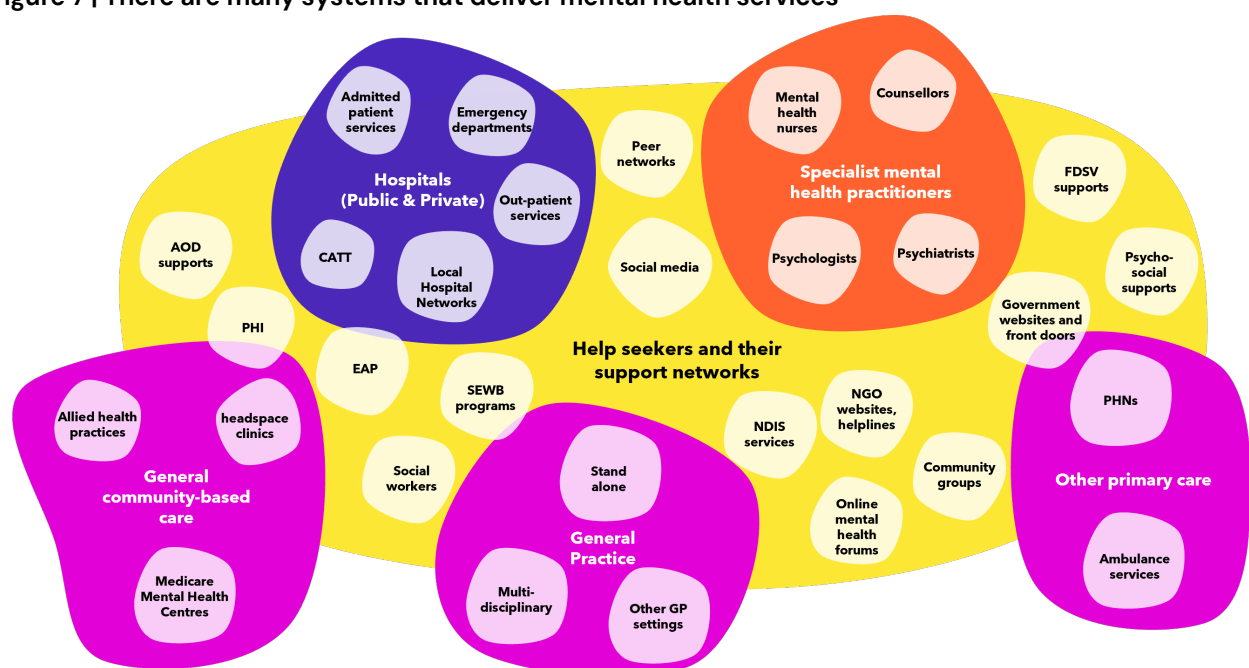 Figure 7 | There are many systems that deliver mental health services
Admitted
patient
services
Emergency
departments
Hospitals
(Public & Private)
Out-patient
services
CATT
Local
Hospital
Networks
Peer
networks
Social media
Mental
health
nurses
Counsellors
Specialist mental
health practitioners
Psychologists
Psychiatrists
FDSV
supports
Psycho-
social
supports
Government
websites and
front doors
AOD
supports
PHI
EAP
SEWB
programs
Help seekers and their
support networks
Social
workers
NDIS
services
NGO
websites,
helplines
Community
groups
Online
mental
health
forums
Allied health
practices
headspace
clinics
General
community-based
care
Medicare
Mental Health
Centres
Stand
alone
General
Practice
Multi-
disciplinary
Other GP
settings
PHNs
Other primary care
Ambulance
services